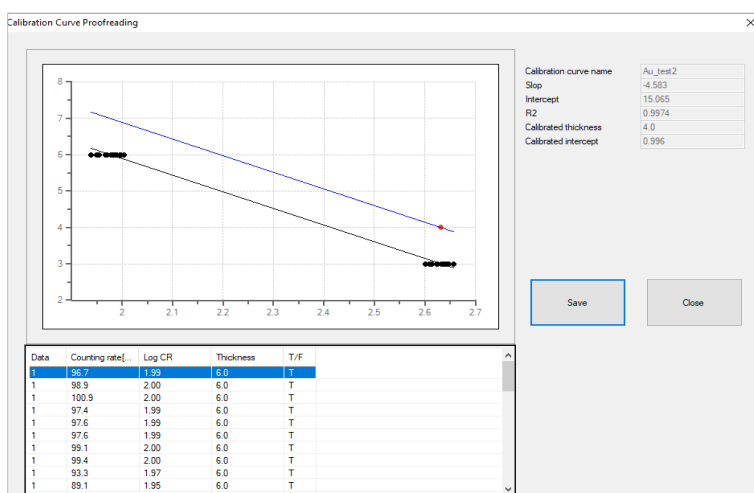 Calibration Curve Proofreading
8
7
6
5
4
3
2
2 2.1 2.2 2.3 2.4 2.5 2.6 2.7
Calibration curve name Au_test2
Slop -4.583
Intercept 15.065
R2 0.9974
Calibrated thickness 4.0
Calibrated intercept 0.996
Save Close
Data Counting rate[... Log CR Thickness T/F
1 96.7 1.99 6.0 T
1 98.9 2.00 6.0 T
1 100.9 2.00 6.0 T
1 97.4 1.99 6.0 T
1 97.6 1.99 6.0 T
1 97.6 1.99 6.0 T
1 99.1 2.00 6.0 T
1 99.4 2.00 6.0 T
1 93.3 1.97 6.0 T
1 89.1 1.95 6.0 T